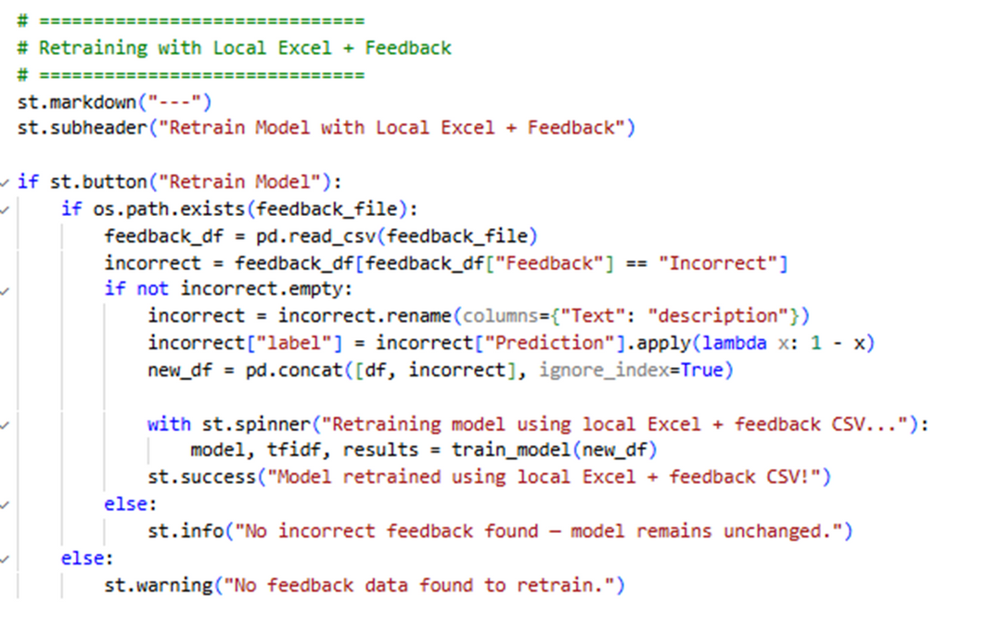 # ==============================
# Retraining with Local Excel + Feedback
# ==============================
st.markdown("---")
st.subheader("Retrain Model with Local Excel + Feedback")

if st.button("Retrain Model"):
    if os.path.exists(feedback_file):
        feedback_df = pd.read_csv(feedback_file)
        incorrect = feedback_df[feedback_df["Feedback"] == "Incorrect"]
        if not incorrect.empty:
            incorrect = incorrect.rename(columns={"Text": "description"})
            incorrect["label"] = incorrect["Prediction"].apply(lambda x: 1 - x)
            new_df = pd.concat([df, incorrect], ignore_index=True)

            with st.spinner("Retraining model using local Excel + feedback CSV..."):
                model, tfidf, results = train_model(new_df)
            st.success("Model retrained using local Excel + feedback CSV!")
        else:
            st.info("No incorrect feedback found – model remains unchanged.")
    else:
        st.warning("No feedback data found to retrain.")